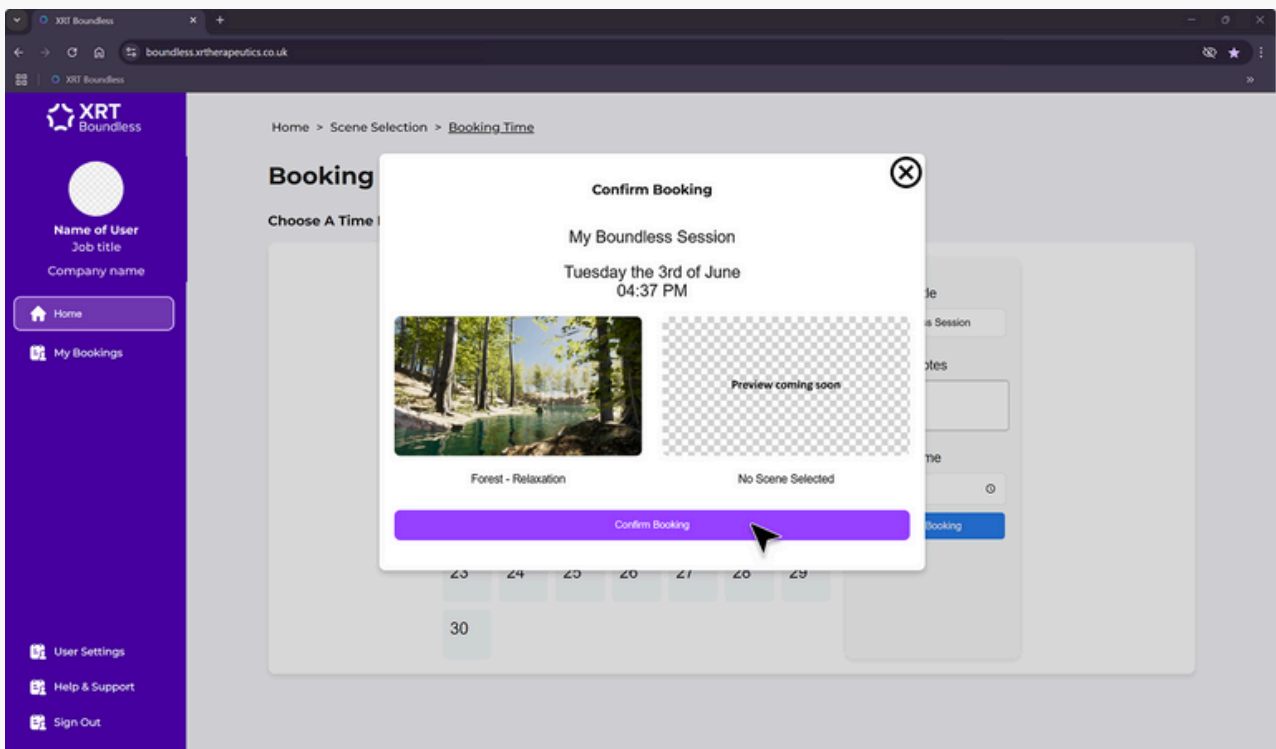 XRT Boundless
boundless.xrtherapeutics.co.uk
XRT Boundless
XRT
Boundless
Name of User
Job title
Company name
Home
My Bookings
User Settings
Help & Support
Sign Out
Home > Scene Selection > Booking Time
Booking
Choose A Time
Confirm Booking
My Boundless Session
Tuesday the 3rd of June
04:37 PM
Preview coming soon
Forest - Relaxation
No Scene Selected
Confirm Booking
Session
Booking
23 24 25 26 27 28 29
30